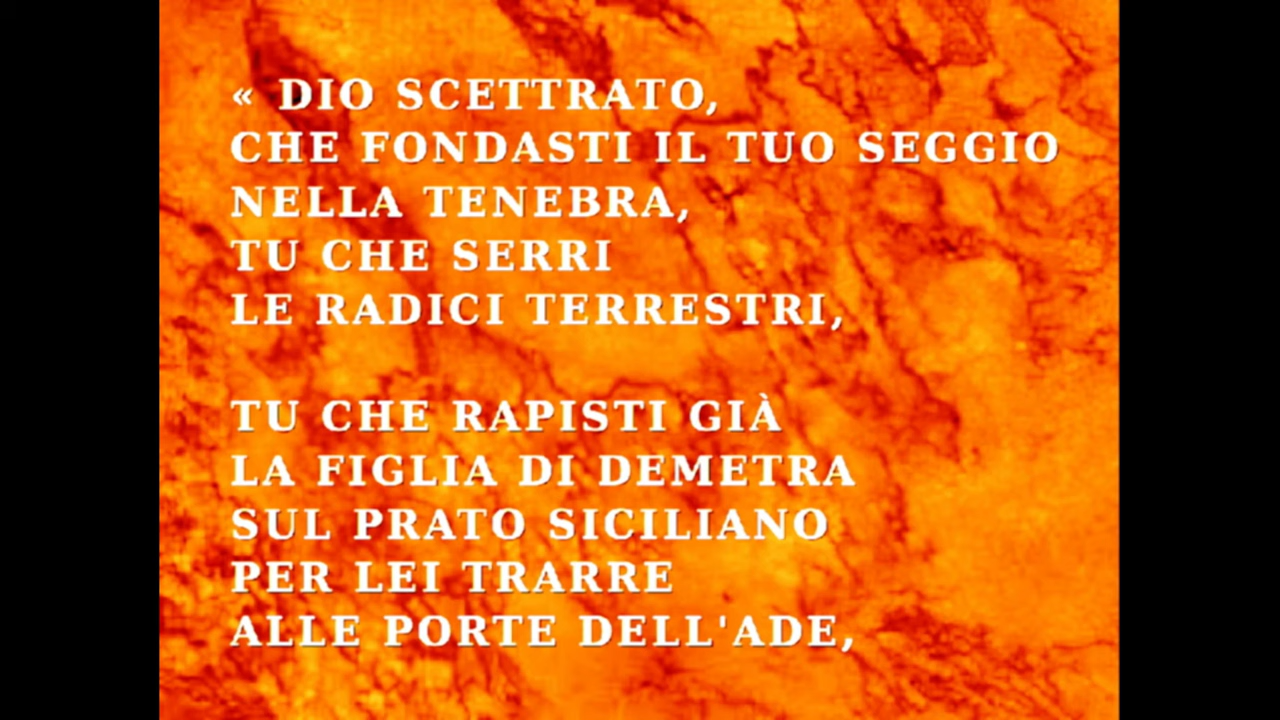 « DIO SCETTRATO,
CHE FONDASTI IL TUO SEGGIO
NELLA TENEBRA,
TU CHE SERRI
LE RADICI TERRESTRI,
TU CHE RAPISTI GIÀ
LA FIGLIA DI DEMETRA
SUL PRATO SICILIANO
PER LEI TRARRE
ALLE PORTE DELL'ADE,